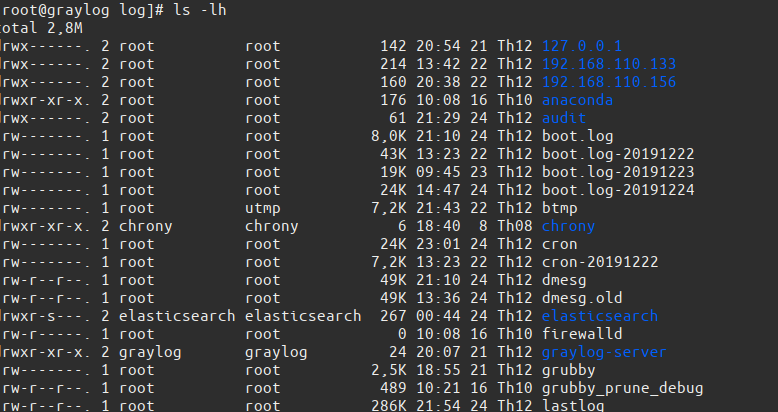 [root@graylog log]# ls -lh
total 2,8M
drwx------. 2 root root 142 20:54 21 Th12 127.0.0.1
drwx------. 2 root root 214 13:42 22 Th12 192.168.110.133
drwx------. 2 root root 160 20:38 22 Th12 192.168.110.156
drwxr-xr-x. 2 root root 176 10:08 16 Th10 anaconda
drwx------. 2 root root 61 21:29 24 Th12 audit
-rw-------. 1 root root 8,0K 21:10 24 Th12 boot.log
-rw-------. 1 root root 43K 13:23 22 Th12 boot.log-20191222
-rw-------. 1 root root 19K 09:45 23 Th12 boot.log-20191223
-rw-------. 1 root root 24K 14:47 24 Th12 boot.log-20191224
-rw-------. 1 root utmp 7,2K 21:43 22 Th12 btmp
drwxr-xr-x. 2 chrony chrony 6 18:40 8 Th08 chrony
-rw-------. 1 root root 24K 23:01 24 Th12 cron
-rw-------. 1 root root 7,2K 13:23 22 Th12 cron-20191222
-rw-r--r--. 1 root root 49K 21:10 24 Th12 dmesg
-rw-r--r--. 1 root root 49K 13:36 24 Th12 dmesg.old
drwxr-s---. 2 elasticsearch elasticsearch 267 00:44 24 Th12 elasticsearch
-rw-r-----. 1 root root 0 10:08 16 Th10 firewalld
drwxr-xr-x. 2 graylog graylog 24 20:07 21 Th12 graylog-server
-rw-------. 1 root root 2,5K 18:55 21 Th12 grubby
-rw-r--r--. 1 root root 489 10:21 16 Th10 grubby_prune_debug
-rw-r--r--. 1 root root 286K 21:54 24 Th12 lastlog